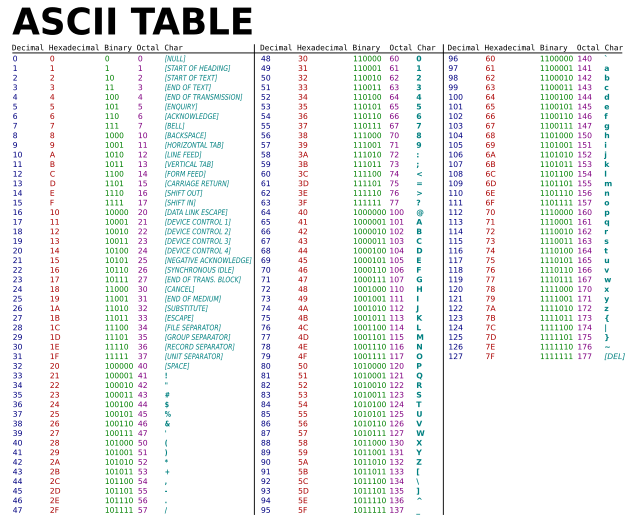 ASCII TABLE
Decimal Hexadecimal Binary Octal Char
0 0 0 0 [NULL]
1 1 1 1 [START OF HEADING]
2 2 10 2 [START OF TEXT]
3 3 11 3 [END OF TEXT]
4 4 100 4 [END OF TRANSMISSION]
5 5 101 5 [ENQUIRY]
6 6 110 6 [ACKNOWLEDGE]
7 7 111 7 [BELL]
8 8 1000 10 [BACKSPACE]
9 9 1001 11 [HORIZONTAL TAB]
10 A 1010 12 [LINE FEED]
11 B 1011 13 [VERTICAL TAB]
12 C 1100 14 [FORM FEED]
13 D 1101 15 [CARRIAGE RETURN]
14 E 1110 16 [SHIFT OUT]
15 F 1111 17 [SHIFT IN]
16 10 10000 20 [DATA LINK ESCAPE]
17 11 10001 21 [DEVICE CONTROL 1]
18 12 10010 22 [DEVICE CONTROL 2]
19 13 10011 23 [DEVICE CONTROL 3]
20 14 10100 24 [DEVICE CONTROL 4]
21 15 10101 25 [NEGATIVE ACKNOWLEDGE]
22 16 10110 26 [SYNCHRONOUS IDLE]
23 17 10111 27 [END OF TRANS. BLOCK]
24 18 11000 30 [CANCEL]
25 19 11001 31 [END OF MEDIUM]
26 1A 11010 32 [SUBSTITUTE]
27 1B 11011 33 [ESCAPE]
28 1C 11100 34 [FILE SEPARATOR]
29 1D 11101 35 [GROUP SEPARATOR]
30 1E 11110 36 [RECORD SEPARATOR]
31 1F 11111 37 [UNIT SEPARATOR]
32 20 100000 40 [SPACE]
33 21 100001 41 !
34 22 100010 42 "
35 23 100011 43 #
36 24 100100 44 $
37 25 100101 45 %
38 26 100110 46 &
39 27 100111 47 '
40 28 101000 50 (
41 29 101001 51 )
42 2A 101010 52 *
43 2B 101011 53 +
44 2C 101100 54 ,
45 2D 101101 55 -
46 2E 101110 56 .
47 2F 101111 57 /
Decimal Hexadecimal Binary Octal Char
48 30 110000 60 0
49 31 110001 61 1
50 32 110010 62 2
51 33 110011 63 3
52 34 110100 64 4
53 35 110101 65 5
54 36 110110 66 6
55 37 110111 67 7
56 38 111000 70 8
57 39 111001 71 9
58 3A 111010 72 :
59 3B 111011 73 ;
60 3C 111100 74 <
61 3D 111101 75 =
62 3E 111110 76 >
63 3F 111111 77 ?
64 40 1000000 100 @
65 41 1000001 101 A
66 42 1000010 102 B
67 43 1000011 103 C
68 44 1000100 104 D
69 45 1000101 105 E
70 46 1000110 106 F
71 47 1000111 107 G
72 48 1001000 110 H
73 49 1001001 111 I
74 4A 1001010 112 J
75 4B 1001011 113 K
76 4C 1001100 114 L
77 4D 1001101 115 M
78 4E 1001110 116 N
79 4F 1001111 117 O
80 50 1010000 120 P
81 51 1010001 121 Q
82 52 1010010 122 R
83 53 1010011 123 S
84 54 1010100 124 T
85 55 1010101 125 U
86 56 1010110 126 V
87 57 1010111 127 W
88 58 1011000 130 X
89 59 1011001 131 Y
90 5A 1011010 132 Z
91 5B 1011011 133 [
92 5C 1011100 134 \
93 5D 1011101 135 ]
94 5E 1011110 136 ^
95 5F 1011111 137 _
Decimal Hexadecimal Binary Octal Char
96 60 1100000 140 `
97 61 1100001 141 a
98 62 1100010 142 b
99 63 1100011 143 c
100 64 1100100 144 d
101 65 1100101 145 e
102 66 1100110 146 f
103 67 1100111 147 g
104 68 1101000 150 h
105 69 1101001 151 i
106 6A 1101010 152 j
107 6B 1101011 153 k
108 6C 1101100 154 l
109 6D 1101101 155 m
110 6E 1101110 156 n
111 6F 1101111 157 o
112 70 1110000 160 p
113 71 1110001 161 q
114 72 1110010 162 r
115 73 1110011 163 s
116 74 1110100 164 t
117 75 1110101 165 u
118 76 1110110 166 v
119 77 1110111 167 w
120 78 1111000 170 x
121 79 1111001 171 y
122 7A 1111010 172 z
123 7B 1111011 173 {
124 7C 1111100 174 |
125 7D 1111101 175 }
126 7E 1111110 176 ~
127 7F 1111111 177 [DEL]